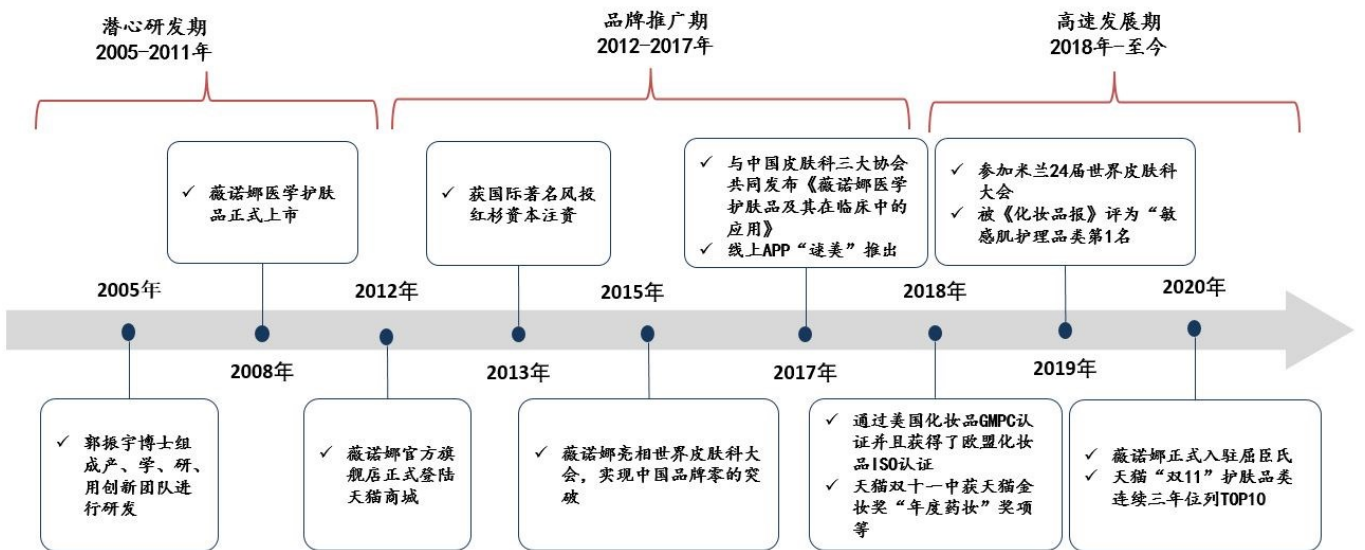 潜心研发期
2005-2011年
品牌推广期
2012-2017年
高速发展期
2018年-至今
✓ 薇诺娜医学护肤
品正式上市
✓ 获国际著名风投
红杉资本注资
✓ 与中国皮肤科三大协会
共同发布《薇诺娜医学
护肤品及其在临床中的
应用》
✓ 线上APP“谜美”推出
✓ 参加米兰24届世界皮肤科
大会
✓ 被《化妆品报》评为“敏
感肌护理品类第1名
2005年
2012年
2015年
2018年
2020年
2008年
2013年
2017年
2019年
✓ 郭振宇博士组
成产、学、研、
用创新团队进
行研发
✓ 薇诺娜官方旗
舰店正式登陆
天猫商城
✓ 薇诺娜亮相世界皮肤科大
会，实现中国品牌零的突
破
✓ 通过美国化妆品GMPC认
证并且获得了欧盟化妆
品ISO认证
✓ 天猫双十一中获天猫金
妆奖“年度药妆”奖项
等
✓ 薇诺娜正式入驻屈臣氏
✓ 天猫“双11”护肤品类
连续三年位列TOP10